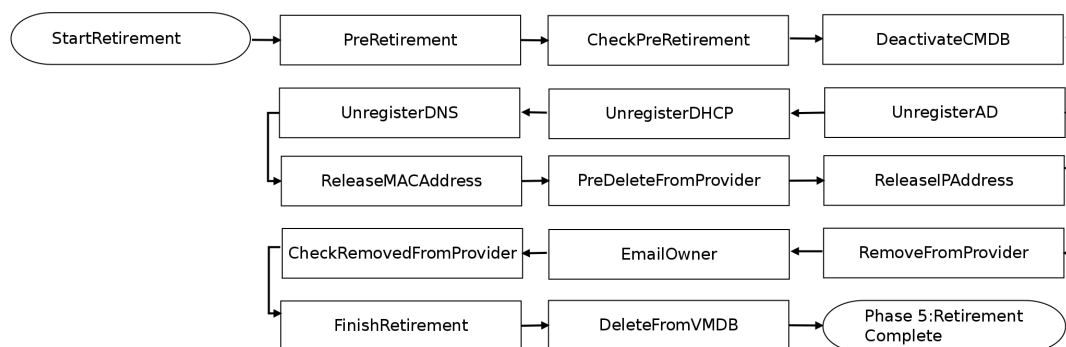 StartRetirement
PreRetirement
CheckPreRetirement
DeactivateCMDB
UnregisterDNS
UnregisterDHCP
UnregisterAD
ReleaseMACAddress
PreDeleteFromProvider
ReleaseIPAddress
CheckRemovedFromProvider
EmailOwner
RemoveFromProvider
FinishRetirement
DeleteFromVMDB
Phase 5:Retirement
Complete